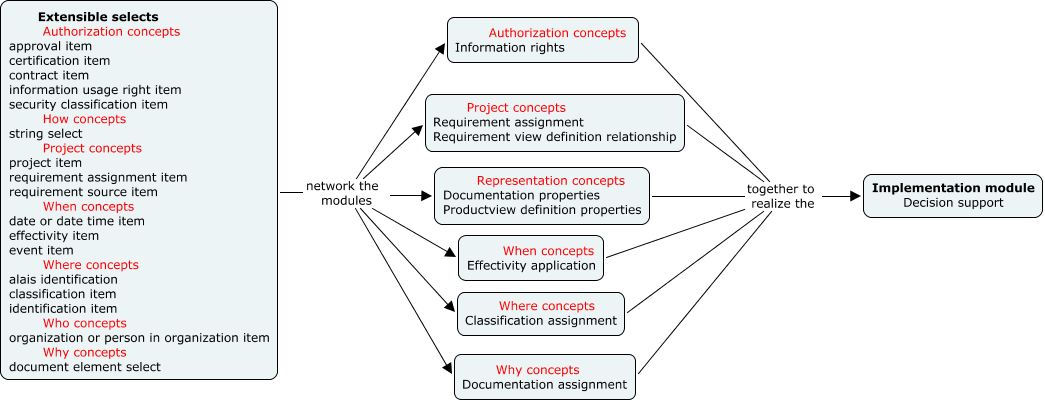 Extensible selects
Authorization concepts
approval item
certification item
contract item
information usage right item
security classification item
How concepts
string select
Project concepts
project item
requirement assignment item
requirement source item
When concepts
date or date time item
effectivity item
event item
Where concepts
alais identification
classification item
identification item
Who concepts
organization or person in organization item
Why concepts
document element select
network the
modules
Authorization concepts
Information rights
Project concepts
Requirement assignment
Requirement view definition relationship
Representation concepts
Documentation properties
Productview definition properties
When concepts
Effectivity application
Where concepts
Classification assignment
Why concepts
Documentation assignment
together to
realize the
Implementation module
Decision support